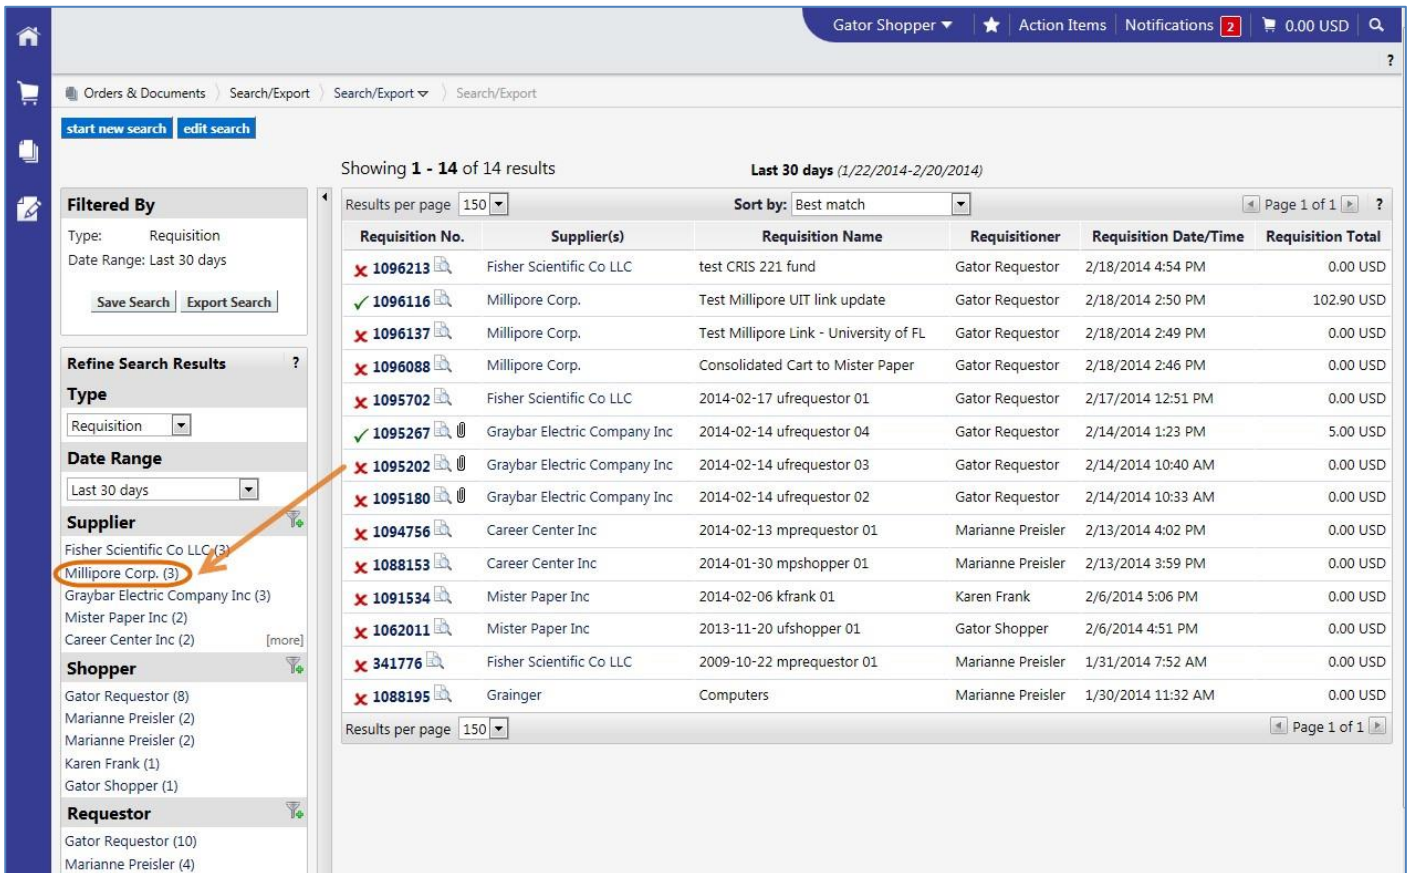 Gator Shopper Action Items Notifications 2 0.00 USD
?
Orders & Documents Search/Export Search/Export Search/Export
start new search edit search
Showing 1 - 14 of 14 results Last 30 days (1/22/2014-2/20/2014)
Filtered By
Type: Requisition
Date Range: Last 30 days
Save Search Export Search
Refine Search Results ?
Type
Requisition
Date Range
Last 30 days
Supplier
Fisher Scientific Co LLC (3)
Millipore Corp. (3)
Graybar Electric Company Inc (3)
Mister Paper Inc (2)
Career Center Inc (2) [more]
Shopper
Gator Requestor (8)
Marianne Preisler (2)
Marianne Preisler (2)
Karen Frank (1)
Gator Shopper (1)
Requestor
Gator Requestor (10)
Marianne Preisler (4)
Results per page 150 Sort by: Best match Page 1 of 1 ?
Requisition No. Supplier(s) Requisition Name Requisitioner Requisition Date/Time Requisition Total
1096213 Fisher Scientific Co LLC test CRIS 221 fund Gator Requestor 2/18/2014 4:54 PM 0.00 USD
1096116 Millipore Corp. Test Millipore UIT link update Gator Requestor 2/18/2014 2:50 PM 102.90 USD
1096137 Millipore Corp. Test Millipore Link - University of FL Gator Requestor 2/18/2014 2:49 PM 0.00 USD
1096088 Millipore Corp. Consolidated Cart to Mister Paper Gator Requestor 2/18/2014 2:46 PM 0.00 USD
1095702 Fisher Scientific Co LLC 2014-02-17 ufrequestor 01 Gator Requestor 2/17/2014 12:51 PM 0.00 USD
1095267 Graybar Electric Company Inc 2014-02-14 ufrequestor 04 Gator Requestor 2/14/2014 1:23 PM 5.00 USD
1095202 Graybar Electric Company Inc 2014-02-14 ufrequestor 03 Gator Requestor 2/14/2014 10:40 AM 0.00 USD
1095180 Graybar Electric Company Inc 2014-02-14 ufrequestor 02 Gator Requestor 2/14/2014 10:33 AM 0.00 USD
1094756 Career Center Inc 2014-02-13 mprequestor 01 Marianne Preisler 2/13/2014 4:02 PM 0.00 USD
1088153 Career Center Inc 2014-01-30 mpshopper 01 Marianne Preisler 2/13/2014 3:59 PM 0.00 USD
1091534 Mister Paper Inc 2014-02-06 kfrank 01 Karen Frank 2/6/2014 5:06 PM 0.00 USD
1062011 Mister Paper Inc 2013-11-20 ufshopper 01 Gator Shopper 2/6/2014 4:51 PM 0.00 USD
341776 Fisher Scientific Co LLC 2009-10-22 mprequestor 01 Marianne Preisler 1/31/2014 7:52 AM 0.00 USD
1088195 Grainger Computers Marianne Preisler 1/30/2014 11:32 AM 0.00 USD
Results per page 150 Page 1 of 1